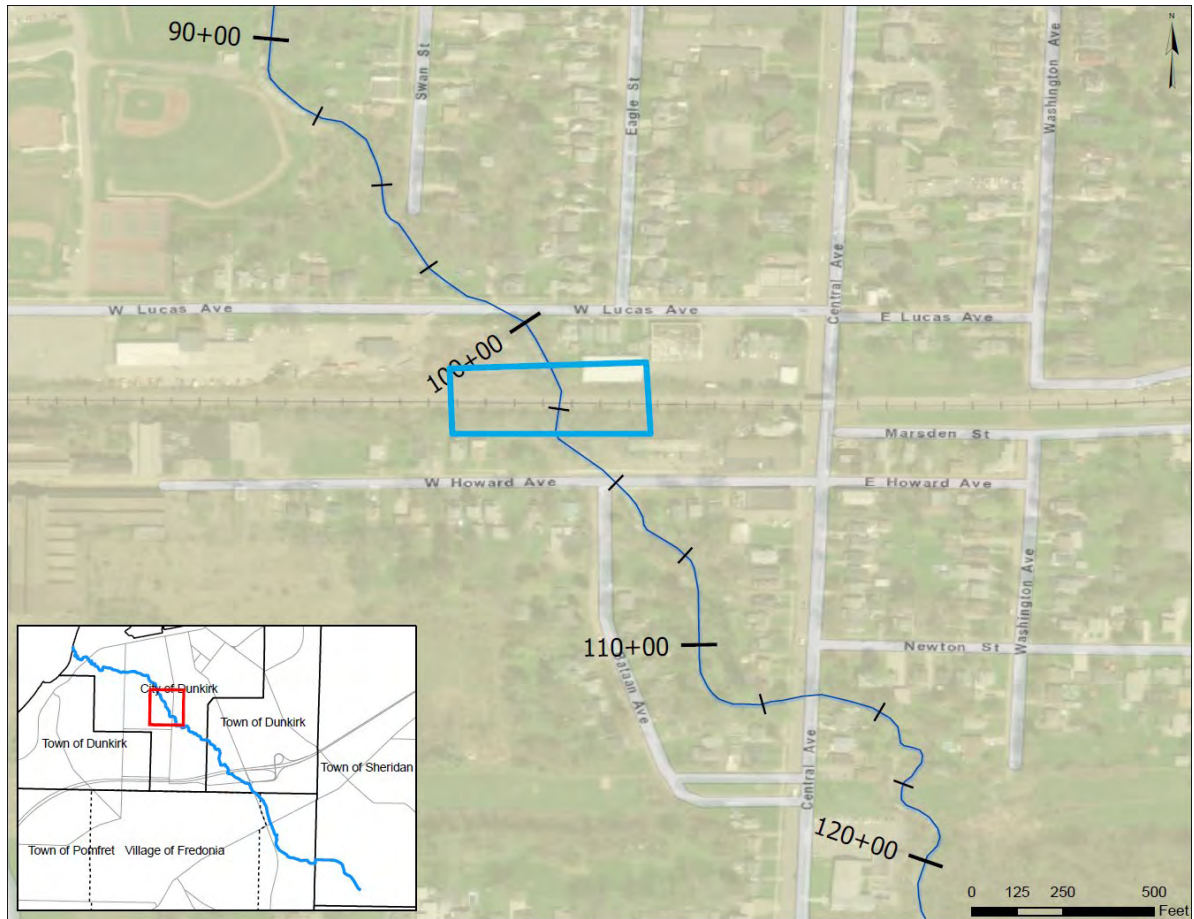 90+00
N
Swan St
Eagle St
Washington Ave
Central Ave
W Lucas Ave
W Lucas Ave
E Lucas Ave
100+00
Marsden St
W Howard Ave
E Howard Ave
Washington Ave
110+00
Newton St
Bataan Ave
Central Ave
120+00
City of Dunkirk
Town of Dunkirk
Town of Dunkirk
Town of Sheridan
Town of Pomfret
Village of Fredonia
0 125 250 500
Feet